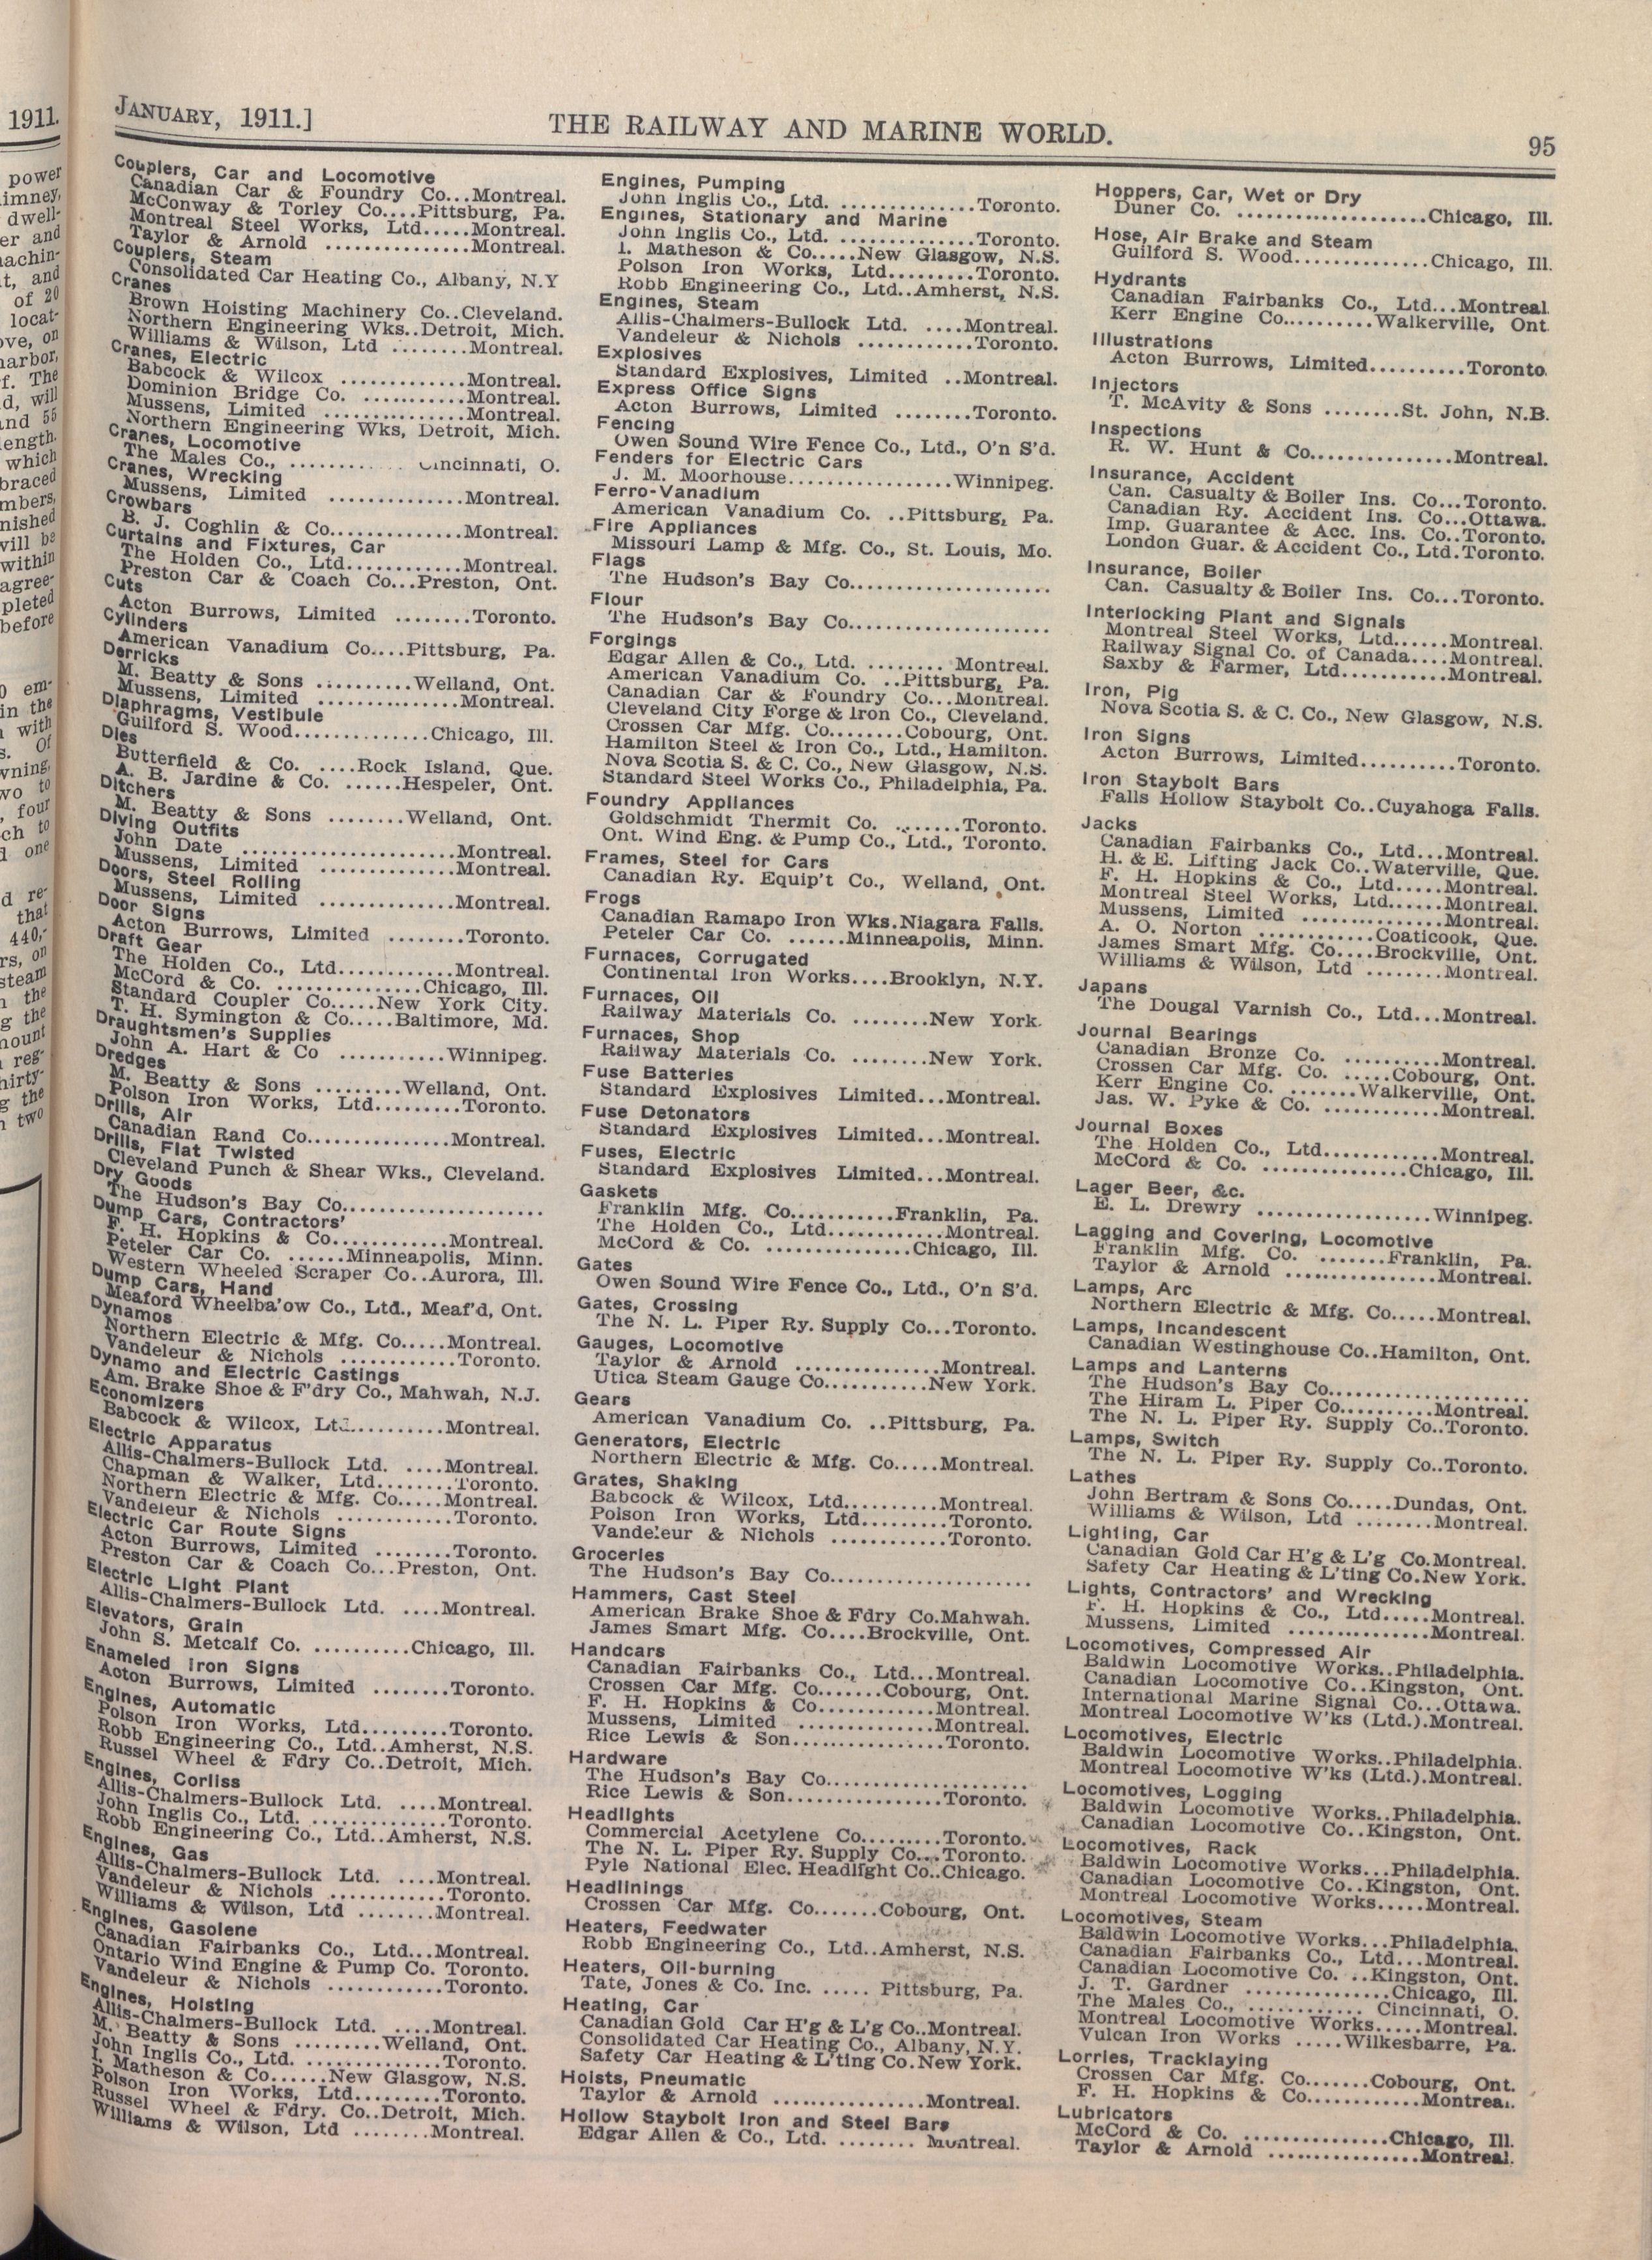 1911.
power
imney,
dwell-
er and
achin-
t, and
of 20
locat-
ove, on
arbor,
f. The
d, will
and 55
ength.
which
braced
mbers,
nished
will be
within
agree-
pleted
before
0 em-
in the
with
s. Of
wning,
wo to
, four
ch to
d one
d re-
that
440,-
rs, on
steam
n the
g the
nount
reg-
hirty-
g the
n two
JANUARY, 1911.]
THE RAILWAY AND MARINE WORLD.
95
Couplers, Car and Locomotive
Canadian Car & Foundry Co...Montreal.
McConway & Torley Co....Pittsburg, Pa.
Montreal Steel Works, Ltd.....Montreal.
Taylor & Arnold ..............Montreal.
Couplers, Steam
Consolidated Car Heating Co., Albany, N.Y
Cranes
Brown Hoisting Machinery Co..Cleveland.
Northern Engineering Wks..Detroit, Mich.
Williams & Wilson, Ltd ........Montreal.
Cranes, Electric
Babcock & Wilcox .............Montreal.
Dominion Bridge Co. ...........Montreal.
Mussens, Limited ...............Montreal.
Northern Engineering Wks, Detroit, Mich.
Cranes, Locomotive
The Males Co., ............ Cincinnati, O.
Cranes, Wrecking
Mussens, Limited ..............Montreal.
Crowbars
B. J. Coghlin & Co.............Montreal.
Curtains and Fixtures, Car
The Holden Co., Ltd............Montreal.
Preston Car & Coach Co...Preston, Ont.
Cuts
Acton Burrows, Limited ........Toronto.
Cylinders
American Vanadium Co....Pittsburg, Pa.
Derricks
M. Beatty & Sons ..........Welland, Ont.
Mussens, Limited ...............Montreal.
Diaphragms, Vestibule
Guilford S. Wood..............Chicago, Ill.
Dies
Butterfield & Co. ....Rock Island, Que.
A. B. Jardine & Co. ......Hespeler, Ont.
Ditchers
M. Beatty & Sons ........Welland, Ont.
Diving Outfits
John Date ......................Montreal.
Mussens, Limited ..............Montreal.
Doors, Steel Rolling
Mussens, Limited ..............Montreal.
Door Signs
Acton Burrows, Limited ........Toronto.
Draft Gear
The Holden Co., Ltd............Montreal.
McCord & Co. ...............Chicago, Ill.
Standard Coupler Co.....New York City.
T. H. Symington & Co.....Baltimore, Md.
Draughtsmen's Supplies
John A. Hart & Co ...........Winnipeg.
Dredges
M. Beatty & Sons .........Welland, Ont.
Polson Iron Works, Ltd.........Toronto.
Drills, Air
Canadian Rand Co...............Montreal.
Drills, Flat Twisted
Cleveland Punch & Shear Wks., Cleveland.
Dry Goods
The Hudson's Bay Co....................
Dump Cars, Contractors'
F. H. Hopkins & Co............Montreal.
Peteler Car Co. ......Minneapolis, Minn.
Western Wheeled Scraper Co..Aurora, Ill.
Dump Cars, Hand
Meaford Wheelba'ow Co., Ltd., Meaf'd, Ont.
Dynamos
Northern Electric & Mfg. Co.....Montreal.
Vandeleur & Nichols ............Toronto.
Dynamo and Electric Castings
Am. Brake Shoe & F'dry Co., Mahwah, N.J.
Economizers
Babcock & Wilcox, Ltd..........Montreal.
Electric Apparatus
Allis-Chalmers-Bullock Ltd. ....Montreal.
Chapman & Walker, Ltd........Toronto.
Northern Electric & Mfg. Co.....Montreal.
Vandeleur & Nichols ............Toronto.
Electric Car Route Signs
Acton Burrows, Limited ........Toronto.
Preston Car & Coach Co...Preston, Ont.
Electric Light Plant
Allis-Chalmers-Bullock Ltd. ....Montreal.
Elevators, Grain
John S. Metcalf Co. ..........Chicago, Ill.
Enameled Iron Signs
Acton Burrows, Limited ........Toronto.
Engines, Automatic
Polson Iron Works, Ltd.........Toronto.
Robb Engineering Co., Ltd..Amherst, N.S.
Russel Wheel & Fdry Co..Detroit, Mich.
Engines, Corliss
Allis-Chalmers-Bullock Ltd. ....Montreal.
John Inglis Co., Ltd. ..............Toronto.
Robb Engineering Co., Ltd..Amherst, N.S.
Engines, Gas
Allis-Chalmers-Bullock Ltd. ....Montreal.
Vandeleur & Nichols ............Toronto.
Williams & Wilson, Ltd ........Montreal.
Engines, Gasolene
Canadian Fairbanks Co., Ltd...Montreal.
Ontario Wind Engine & Pump Co. Toronto.
Vandeleur & Nichols ............Toronto.
Engines, Hoisting
Allis-Chalmers-Bullock Ltd. ....Montreal.
M. Beatty & Sons .........Welland, Ont.
John Inglis Co., Ltd. ..............Toronto.
I. Matheson & Co......New Glasgow, N.S.
Polson Iron Works, Ltd.........Toronto.
Russel Wheel & Fdry. Co..Detroit, Mich.
Williams & Wilson, Ltd ........Montreal.
Engines, Pumping
John Inglis Co., Ltd. ..............Toronto.
Engines, Stationary and Marine
John Inglis Co., Ltd. ..............Toronto.
I. Matheson & Co.....New Glasgow, N.S.
Polson Iron Works, Ltd.........Toronto.
Robb Engineering Co., Ltd..Amherst, N.S.
Engines, Steam
Allis-Chalmers-Bullock Ltd. ....Montreal.
Vandeleur & Nichols ............Toronto.
Explosives
Standard Explosives, Limited ..Montreal.
Express Office Signs
Acton Burrows, Limited ........Toronto.
Fencing
Owen Sound Wire Fence Co., Ltd., O'n S'd.
Fenders for Electric Cars
J. M. Moorhouse.................Winnipeg.
Ferro-Vanadium
American Vanadium Co. ..Pittsburg, Pa.
Fire Appliances
Missouri Lamp & Mfg. Co., St. Louis, Mo.
Flags
The Hudson's Bay Co.....................
Flour
The Hudson's Bay Co.....................
Forgings
Edgar Allen & Co., Ltd. ........ Montreal.
American Vanadium Co. ..Pittsburg, Pa.
Canadian Car & Foundry Co...Montreal.
Cleveland City Forge & Iron Co., Cleveland.
Crossen Car Mfg. Co........Cobourg, Ont.
Hamilton Steel & Iron Co., Ltd., Hamilton.
Nova Scotia S. & C. Co., New Glasgow, N.S.
Standard Steel Works Co., Philadelphia, Pa.
Foundry Appliances
Goldschmidt Thermit Co. ........Toronto.
Ont. Wind Eng. & Pump Co., Ltd., Toronto.
Frames, Steel for Cars
Canadian Ry. Equip't Co., Welland, Ont.
Frogs
Canadian Ramapo Iron Wks.Niagara Falls.
Peteler Car Co. ......Minneapolis, Minn.
Furnaces, Corrugated
Continental Iron Works....Brooklyn, N.Y.
Furnaces, Oil
Railway Materials Co. ........New York.
Furnaces, Shop
Railway Materials Co. ........New York.
Fuse Batteries
Standard Explosives Limited...Montreal.
Fuse Detonators
Standard Explosives Limited...Montreal.
Fuses, Electric
Standard Explosives Limited...Montreal.
Gaskets
Franklin Mfg. Co...........Franklin, Pa.
The Holden Co., Ltd............Montreal.
McCord & Co. ...............Chicago, Ill.
Gates
Owen Sound Wire Fence Co., Ltd., O'n S'd.
Gates, Crossing
The N. L. Piper Ry. Supply Co...Toronto.
Gauges, Locomotive
Taylor & Arnold ...............Montreal.
Utica Steam Gauge Co...........New York.
Gears
American Vanadium Co. ..Pittsburg, Pa.
Generators, Electric
Northern Electric & Mfg. Co.....Montreal.
Grates, Shaking
Babcock & Wilcox, Ltd..........Montreal.
Polson Iron Works, Ltd.........Toronto.
Vandeleur & Nichols ............Toronto.
Groceries
The Hudson's Bay Co.....................
Hammers, Cast Steel
American Brake Shoe & Fdry Co.Mahwah.
James Smart Mfg. Co....Brockville, Ont.
Handcars
Canadian Fairbanks Co., Ltd...Montreal.
Crossen Car Mfg. Co.......Cobourg, Ont.
F. H. Hopkins & Co............Montreal.
Mussens, Limited ..............Montreal.
Rice Lewis & Son................Toronto.
Hardware
The Hudson's Bay Co.....................
Rice Lewis & Son................Toronto.
Headlights
Commercial Acetylene Co.........Toronto.
The N. L. Piper Ry. Supply Co...Toronto.
Pyle National Elec. Headlight Co..Chicago.
Headlinings
Crossen Car Mfg. Co.......Cobourg, Ont.
Heaters, Feedwater
Robb Engineering Co., Ltd..Amherst, N.S.
Heaters, Oil-burning
Tate, Jones & Co. Inc. ..... Pittsburg, Pa.
Heating, Car
Canadian Gold Car H'g & L'g Co..Montreal.
Consolidated Car Heating Co., Albany, N.Y.
Safety Car Heating & L'ting Co.New York.
Hoists, Pneumatic
Taylor & Arnold ................Montreal.
Hollow Staybolt Iron and Steel Bars
Edgar Allen & Co., Ltd. ........ Montreal.
Hoppers, Car, Wet or Dry
Duner Co. ....................Chicago, Ill.
Hose, Air Brake and Steam
Guilford S. Wood..............Chicago, Ill.
Hydrants
Canadian Fairbanks Co., Ltd...Montreal.
Kerr Engine Co..........Walkerville, Ont.
Illustrations
Acton Burrows, Limited..........Toronto.
Injectors
T. McAvity & Sons ........St. John, N.B.
Inspections
R. W. Hunt & Co...............Montreal.
Insurance, Accident
Can. Casualty & Boiler Ins. Co...Toronto.
Canadian Ry. Accident Ins. Co...Ottawa.
Imp. Guarantee & Acc. Ins. Co..Toronto.
London Guar. & Accident Co., Ltd.Toronto.
Insurance, Boiler
Can. Casualty & Boiler Ins. Co...Toronto.
Interlocking Plant and Signals
Montreal Steel Works, Ltd......Montreal.
Railway Signal Co. of Canada....Montreal.
Saxby & Farmer, Ltd...........Montreal.
Iron, Pig
Nova Scotia S. & C. Co., New Glasgow, N.S.
Iron Signs
Acton Burrows, Limited..........Toronto.
Iron Staybolt Bars
Falls Hollow Staybolt Co..Cuyahoga Falls.
Jacks
Canadian Fairbanks Co., Ltd...Montreal.
H. & E. Lifting Jack Co..Waterville, Que.
F. H. Hopkins & Co., Ltd.....Montreal.
Montreal Steel Works, Ltd......Montreal.
Mussens, Limited ...............Montreal.
A. O. Norton ............Coaticook, Que.
James Smart Mfg. Co....Brockville, Ont.
Williams & Wilson, Ltd ........Montreal.
Japans
The Dougal Varnish Co., Ltd...Montreal.
Journal Bearings
Canadian Bronze Co. ..........Montreal.
Crossen Car Mfg. Co. .....Cobourg, Ont.
Kerr Engine Co. .......Walkerville, Ont.
Jas. W. Pyke & Co. ............Montreal.
Journal Boxes
The Holden Co., Ltd............Montreal.
McCord & Co. ...............Chicago, Ill.
Lager Beer, &c.
E. L. Drewry ..................Winnipeg.
Lagging and Covering, Locomotive
Franklin Mfg. Co. .......Franklin, Pa.
Taylor & Arnold ................Montreal.
Lamps, Arc
Northern Electric & Mfg. Co.....Montreal.
Lamps, Incandescent
Canadian Westinghouse Co..Hamilton, Ont.
Lamps and Lanterns
The Hudson's Bay Co.....................
The Hiram L. Piper Co..........Montreal.
The N. L. Piper Ry. Supply Co..Toronto.
Lamps, Switch
The N. L. Piper Ry. Supply Co..Toronto.
Lathes
John Bertram & Sons Co.....Dundas, Ont.
Williams & Wilson, Ltd ........Montreal.
Lighting, Car
Canadian Gold Car H'g & L'g Co.Montreal.
Safety Car Heating & L'ting Co.New York.
Lights, Contractors' and Wrecking
F. H. Hopkins & Co., Ltd.....Montreal.
Mussens, Limited ...............Montreal.
Locomotives, Compressed Air
Baldwin Locomotive Works..Philadelphia.
Canadian Locomotive Co..Kingston, Ont.
International Marine Signal Co...Ottawa.
Montreal Locomotive W'ks (Ltd.).Montreal.
Locomotives, Electric
Baldwin Locomotive Works..Philadelphia.
Montreal Locomotive W'ks (Ltd.).Montreal.
Locomotives, Logging
Baldwin Locomotive Works..Philadelphia.
Canadian Locomotive Co..Kingston, Ont.
Locomotives, Rack
Baldwin Locomotive Works...Philadelphia.
Canadian Locomotive Co..Kingston, Ont.
Montreal Locomotive Works.....Montreal.
Locomotives, Steam
Baldwin Locomotive Works...Philadelphia.
Canadian Fairbanks Co., Ltd...Montreal.
Canadian Locomotive Co. ..Kingston, Ont.
J. T. Gardner ...............Chicago, Ill.
The Males Co., ............ Cincinnati, O.
Montreal Locomotive Works.....Montreal.
Vulcan Iron Works .....Wilkesbarre, Pa.
Lorries, Tracklaying
Crossen Car Mfg. Co.......Cobourg, Ont.
F. H. Hopkins & Co............Montreal.
Lubricators
McCord & Co. ...............Chicago, Ill.
Taylor & Arnold ................Montreal.